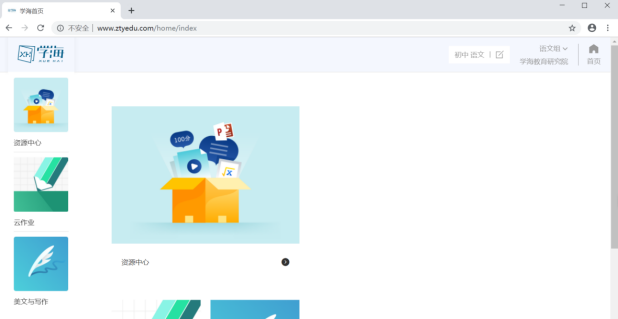 学海首页
不安全 | www.ztyedu.com/home/index
XH 学海
初中 语文
语文组
学海教育研究院
首页
资源中心
100分
P
资源中心
云作业
美文与写作